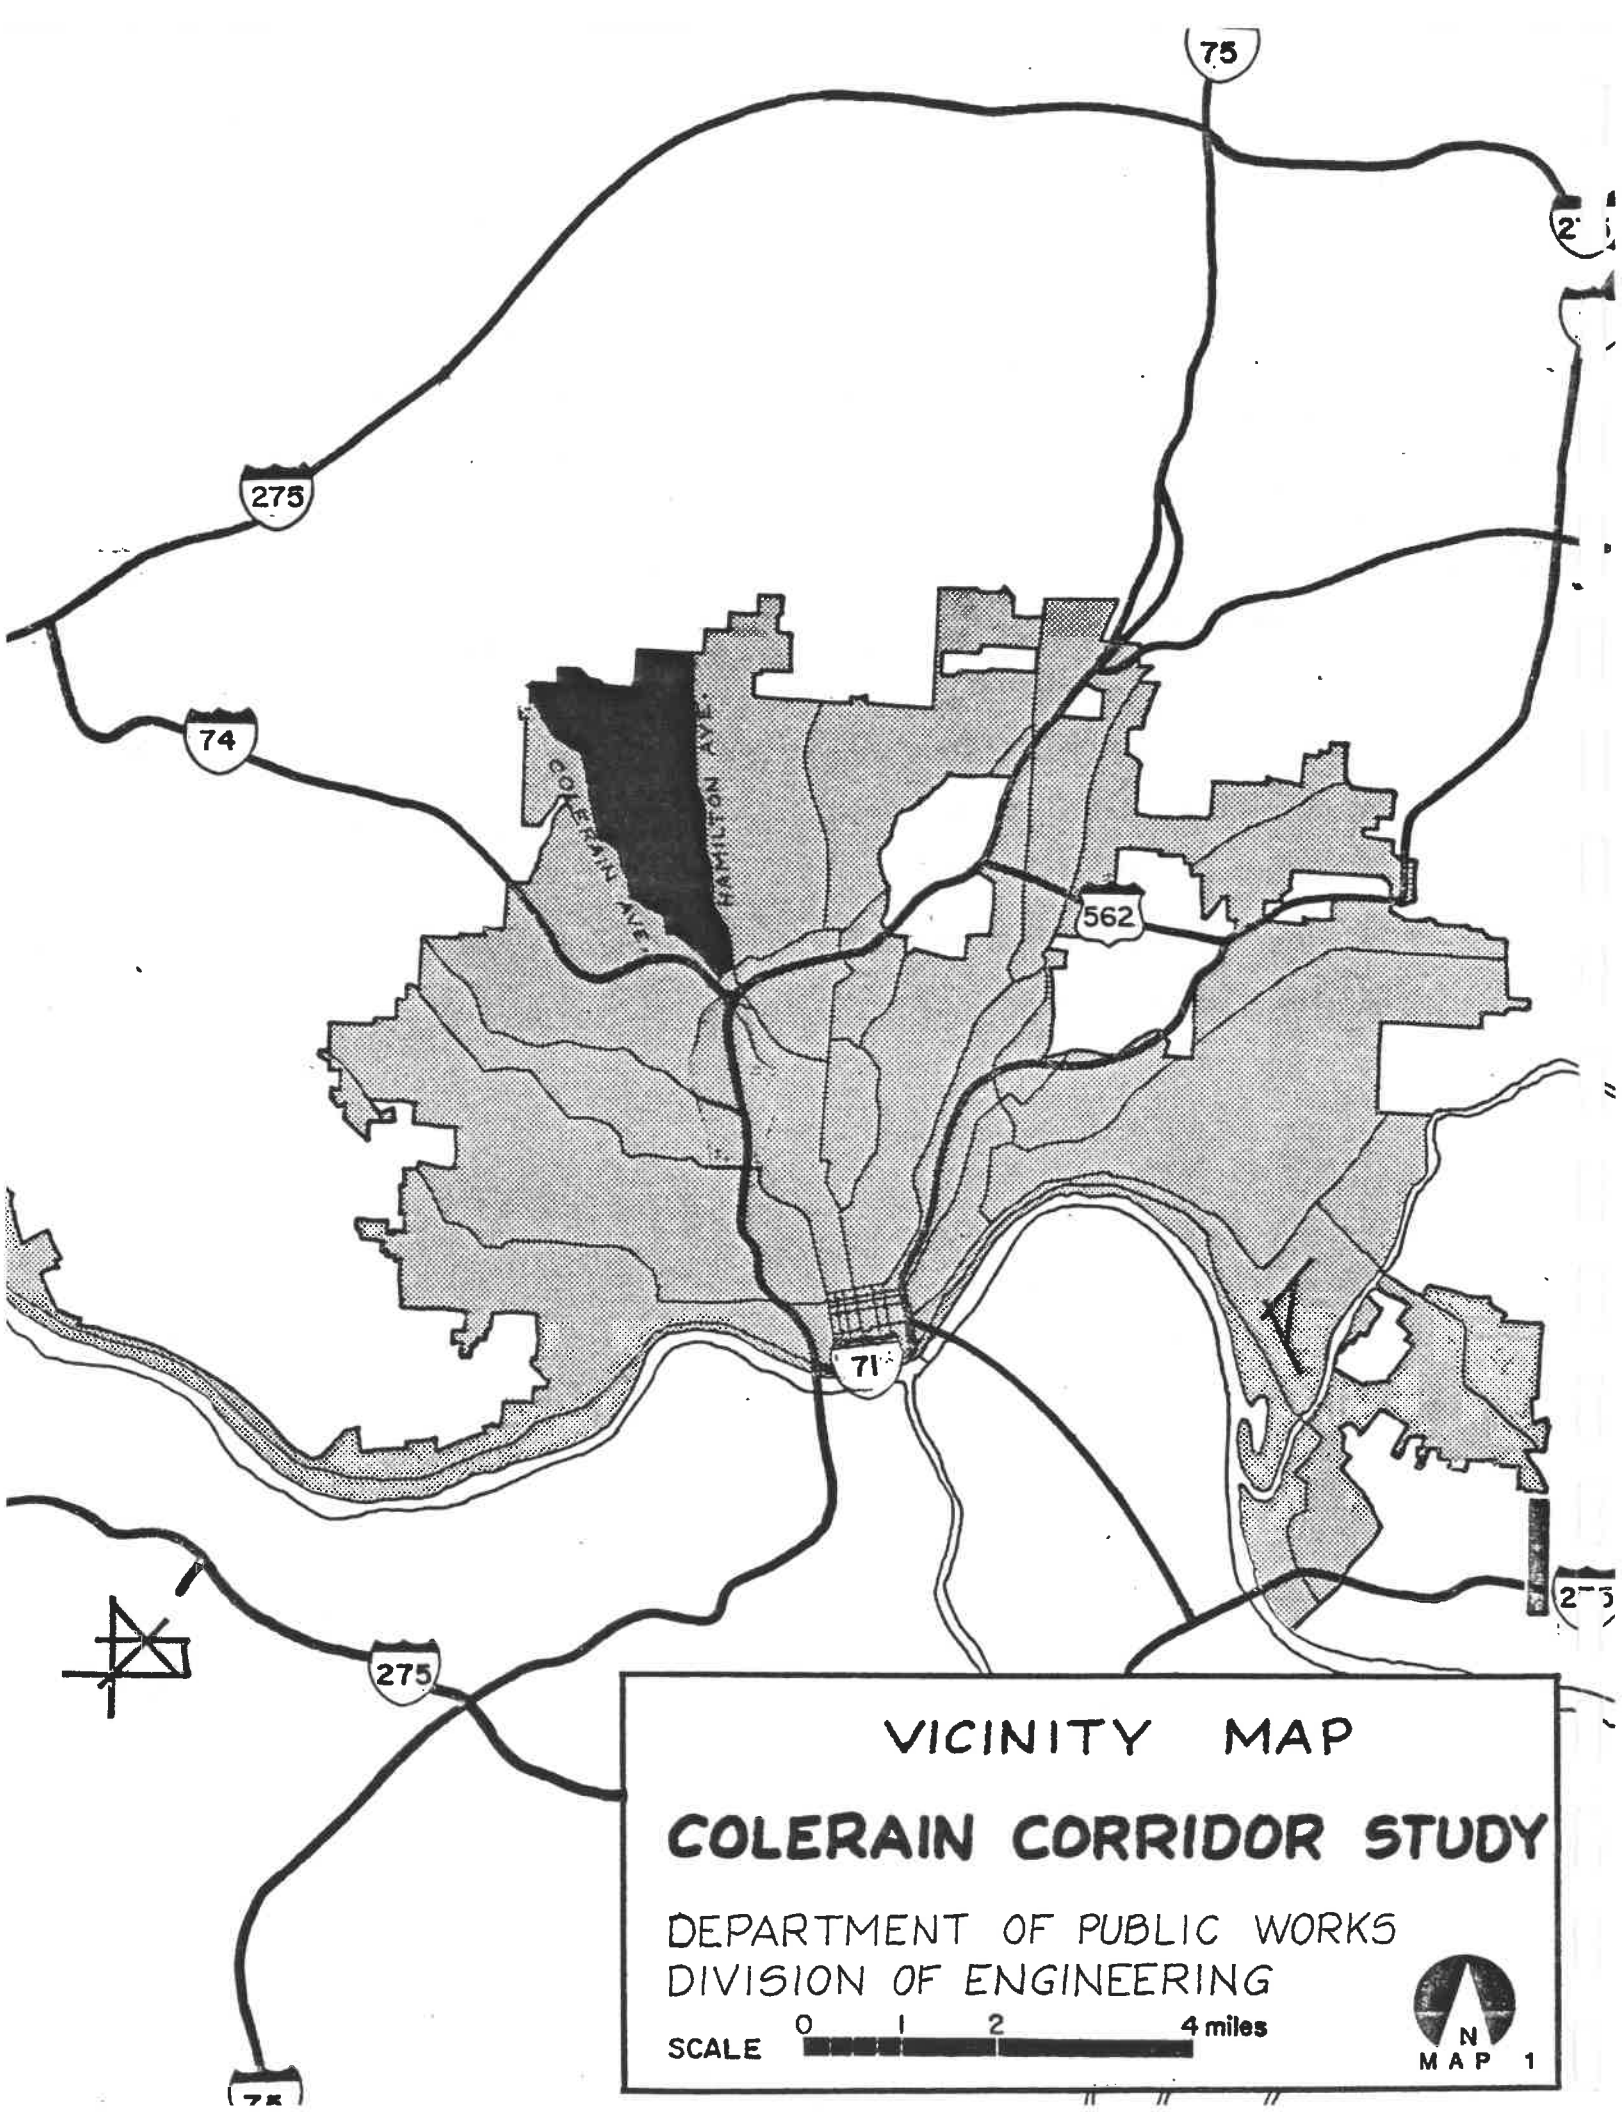 75
275
74
COLERAIN AVE.
HAMILTON AVE.
562
71
275
VICINITY MAP
COLERAIN CORRIDOR STUDY
DEPARTMENT OF PUBLIC WORKS
DIVISION OF ENGINEERING
SCALE 0 1 2 4 miles
N
MAP 1